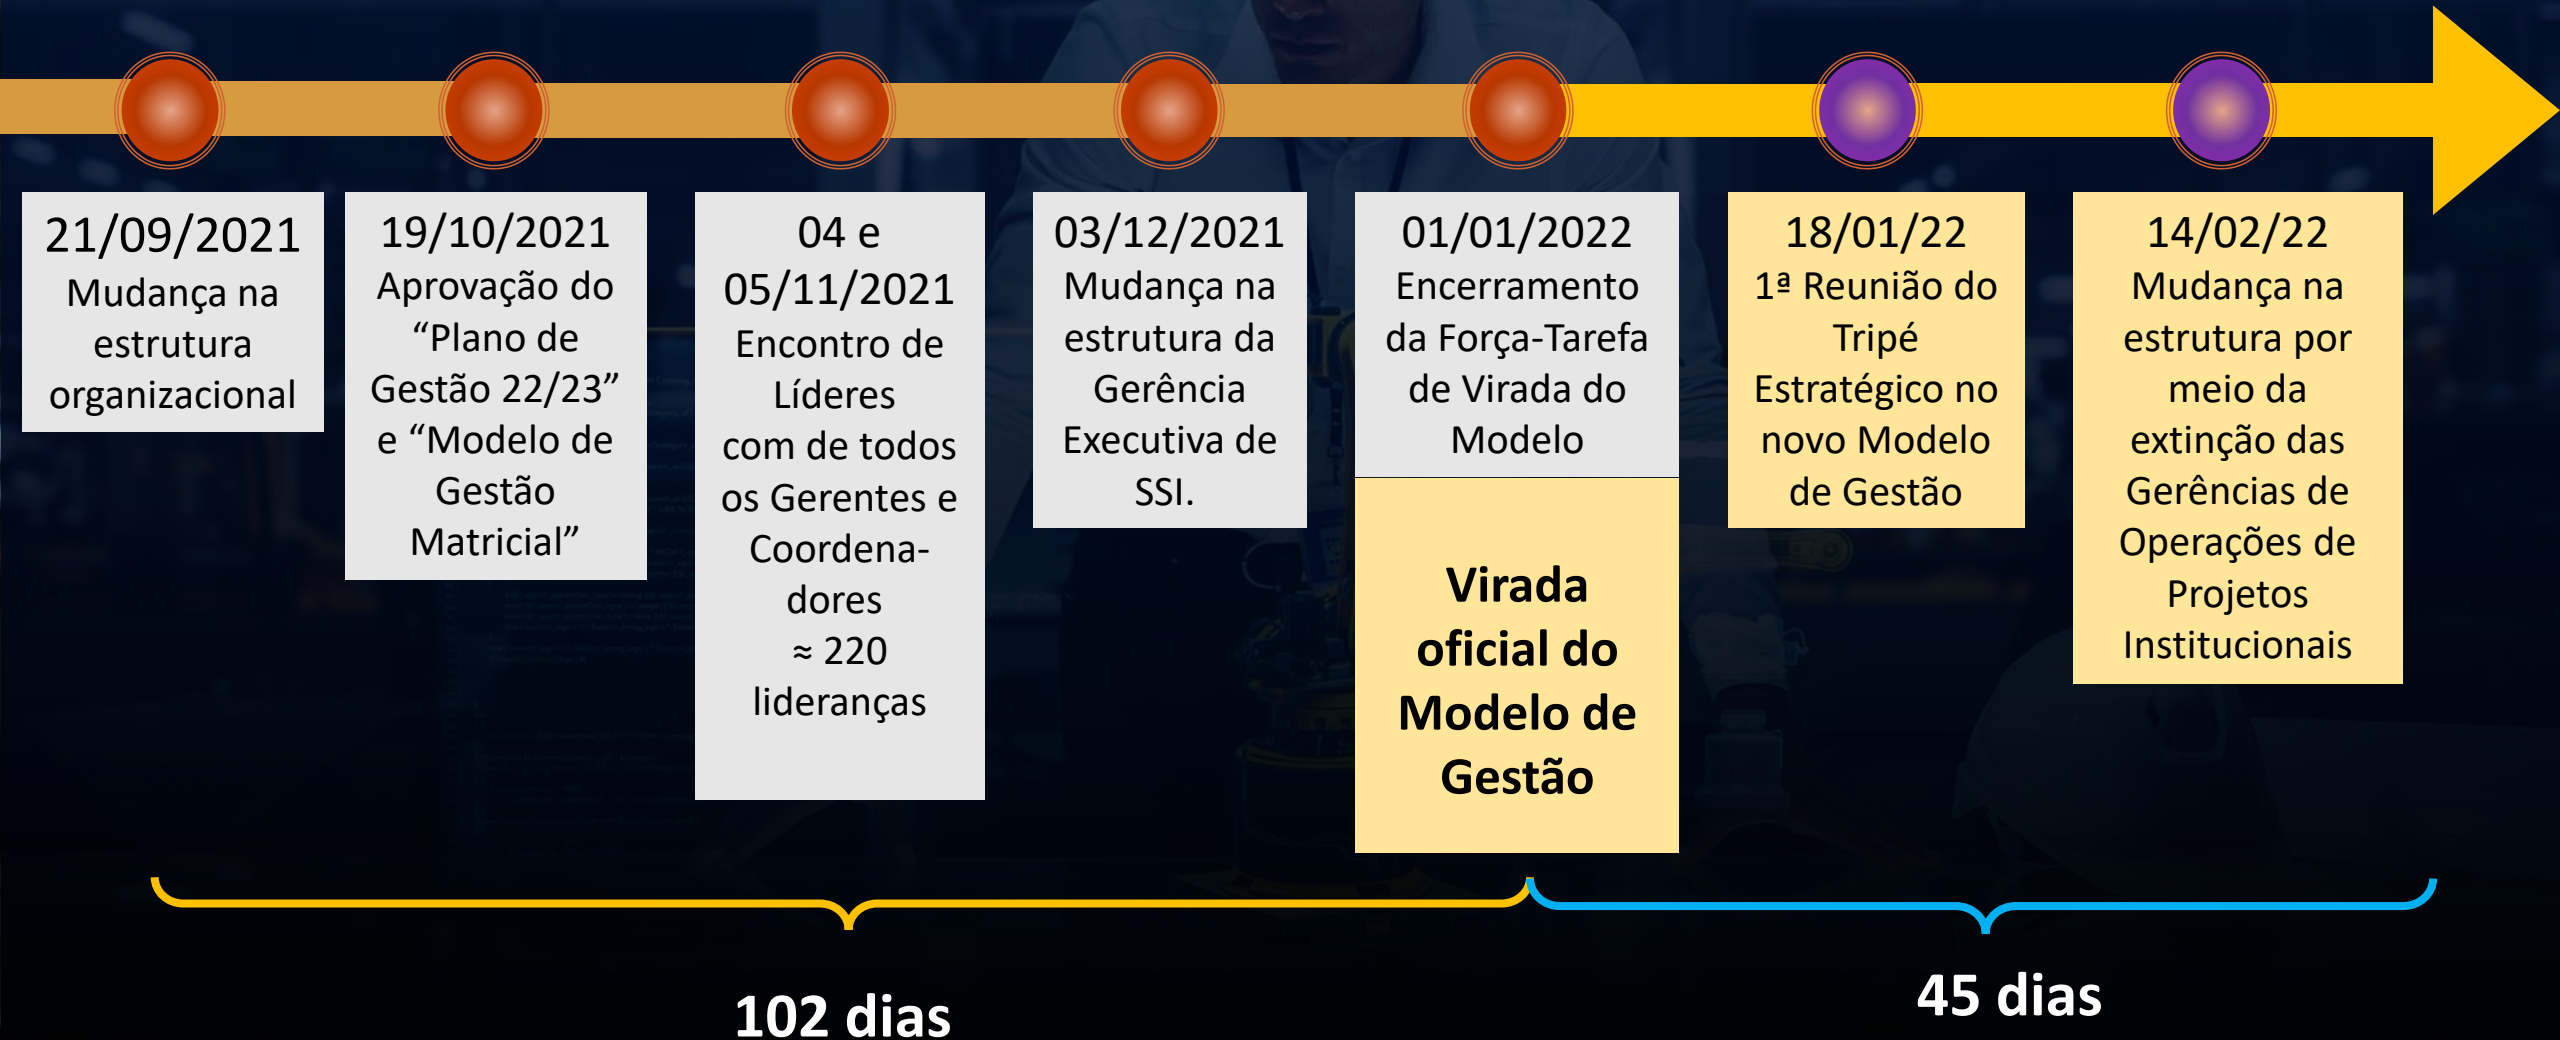 21/09/2021
Mudança na
estrutura
organizacional
19/10/2021
Aprovação do
“Plano de
Gestão 22/23”
e “Modelo de
Gestão
Matricial”
04 e
05/11/2021
Encontro de
Líderes
com de todos
os Gerentes e
Coordena-
dores
≈ 220
lideranças
03/12/2021
Mudança na
estrutura da
Gerência
Executiva de
SSI.
01/01/2022
Encerramento
da Força-Tarefa
de Virada do
Modelo
Virada
oficial do
Modelo de
Gestão
18/01/22
1ª Reunião do
Tripé
Estratégico no
novo Modelo
de Gestão
14/02/22
Mudança na
estrutura por
meio da
extinção das
Gerências de
Operações de
Projetos
Institucionais
102 dias
45 dias